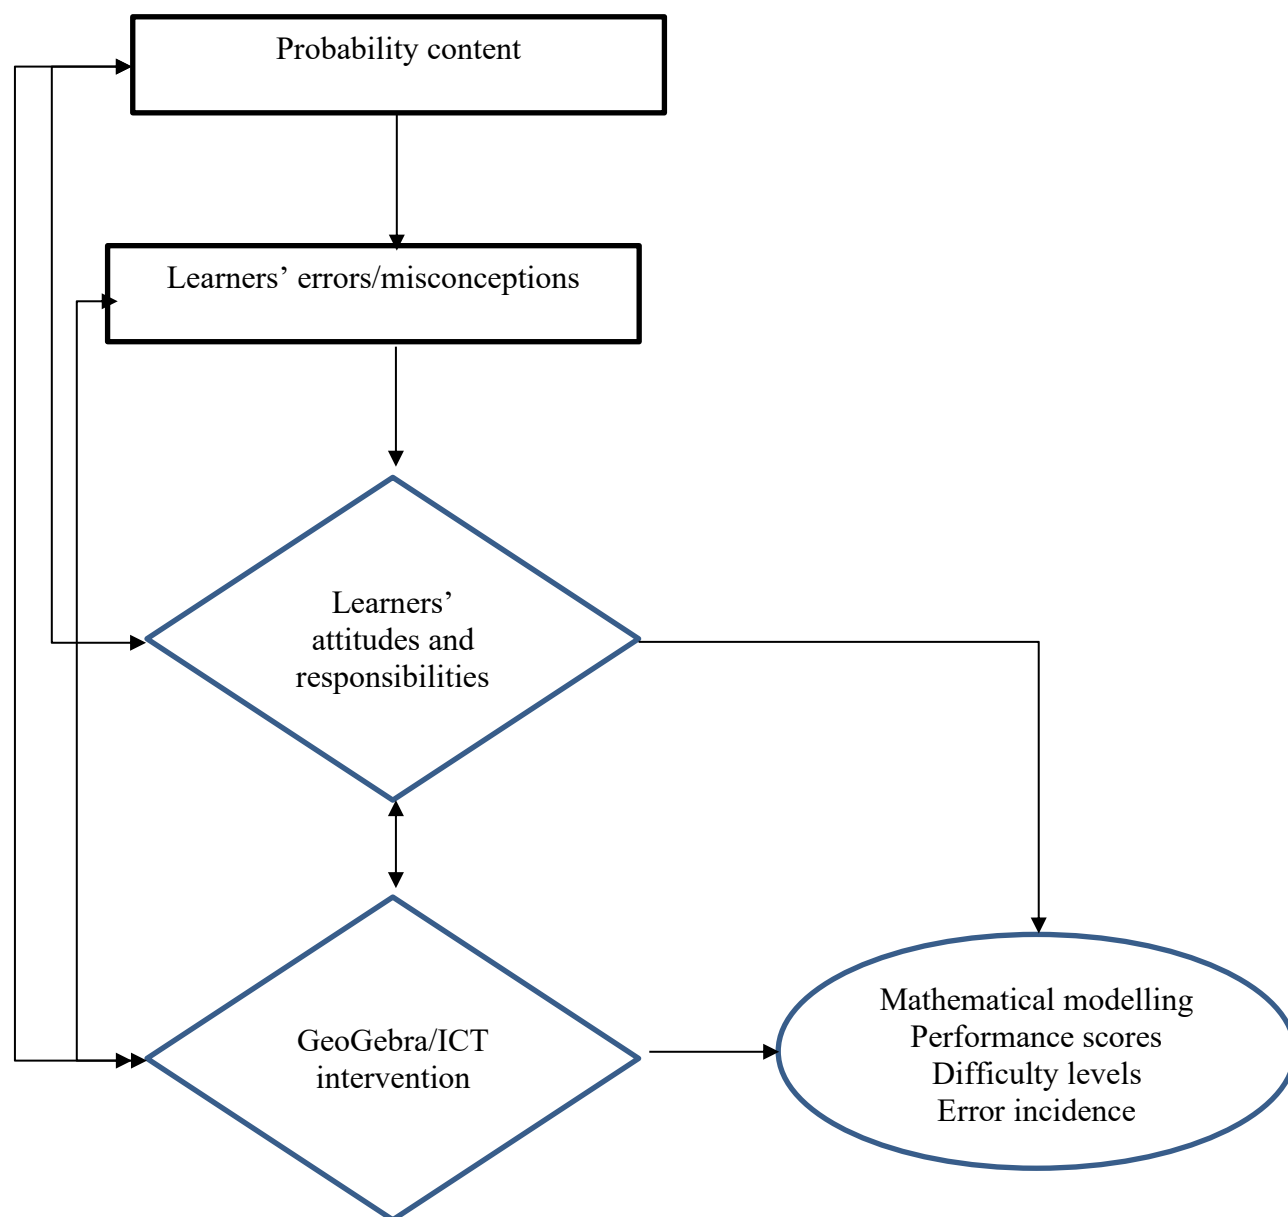 Probability content
Learners’ errors/misconceptions
Learners’
attitudes and
responsibilities
GeoGebra/ICT
intervention
Mathematical modelling
Performance scores
Difficulty levels
Error incidence